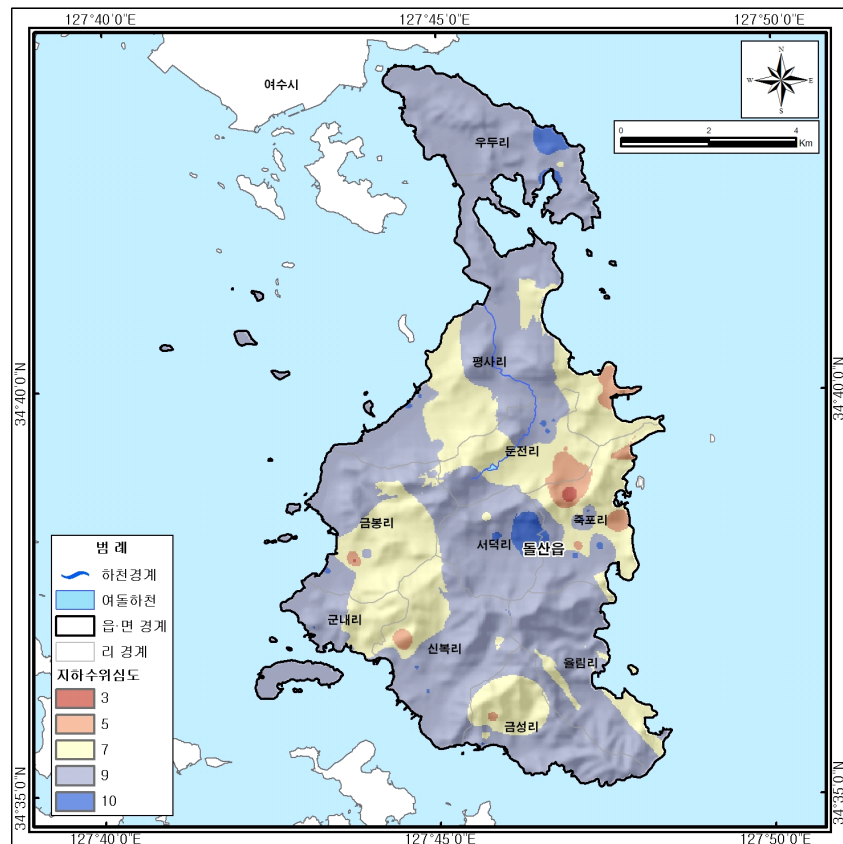 127°40'0"E 127°45'0"E 127°50'0"E
여수시
N
W E
S
0 2 4
Km
우두리
평사리
34°40'0"N 34°40'0"N
둔전리
금봉리
죽포리
서덕리
돌산읍
군내리
신복리
율림리
금성리
범 례
하천경계
여돌하천
읍·면 경계
리 경계
지하수위심도
3
5
7
9
10
34°35'0"N 34°35'0"N
127°40'0"E 127°45'0"E 127°50'0"E